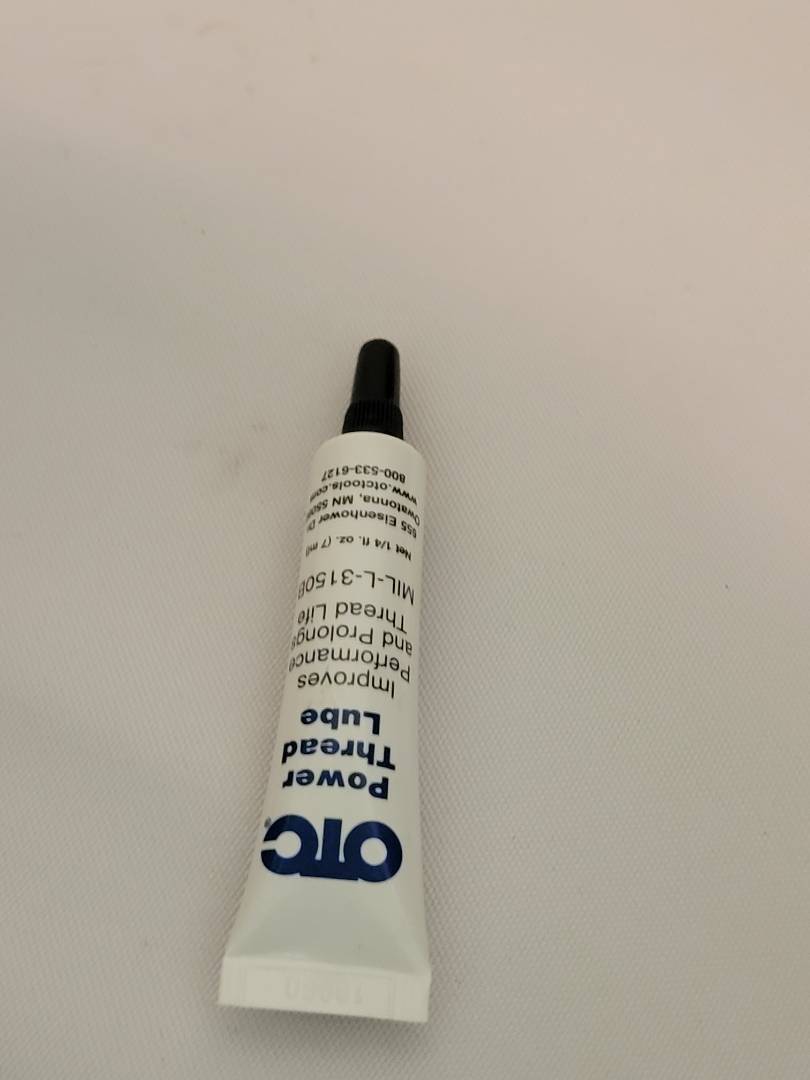 OTC®
Power
Thread
Lube
Improves
Performance
and Prolongs
Thread Life
MIL-L-3150B
Net 1/4 fl. oz. (7 ml)
655 Eisenhower Dr.
Owatonna, MN
www.otctools.com
800-533-6127